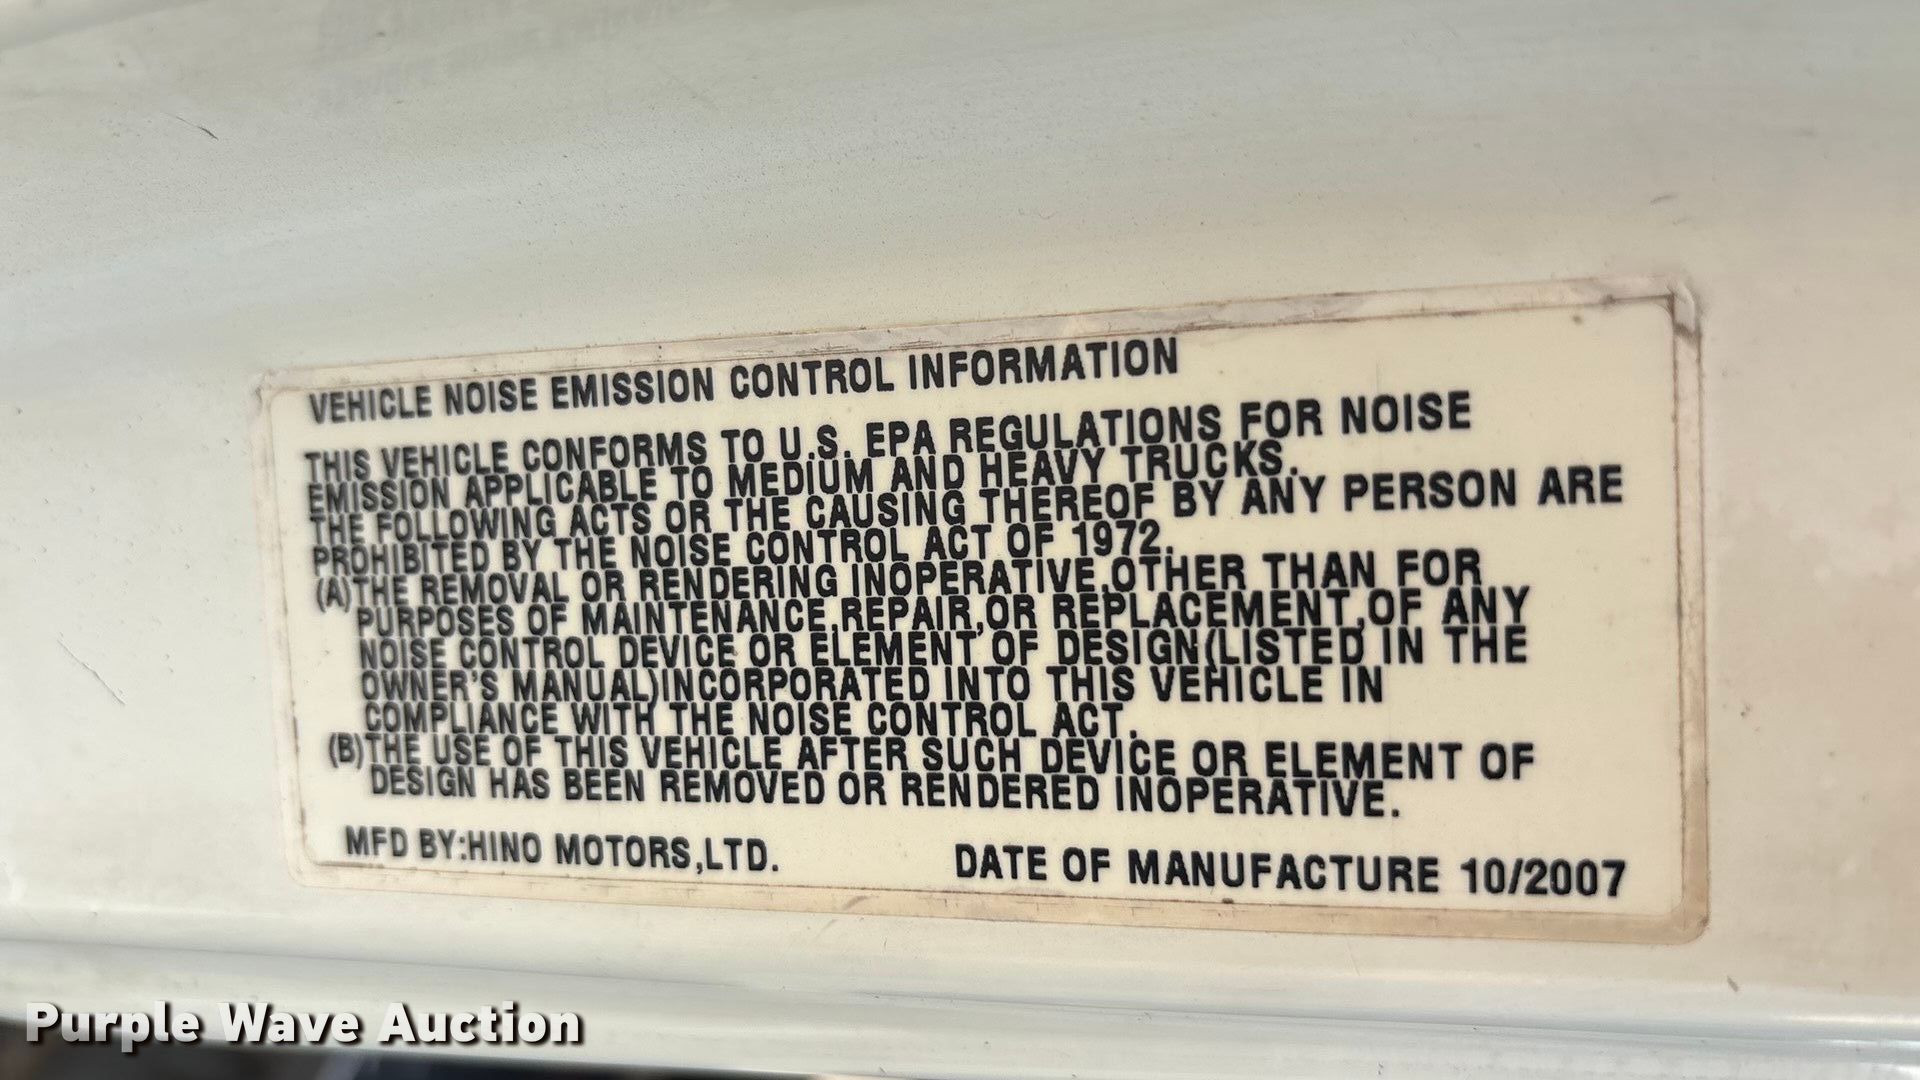 VEHICLE NOISE EMISSION CONTROL INFORMATION
THIS VEHICLE CONFORMS TO U.S. EPA REGULATIONS FOR NOISE
EMISSION APPLICABLE TO MEDIUM AND HEAVY TRUCKS.
THE FOLLOWING ACTS OR THE CAUSING THEREOF BY ANY PERSON ARE
PROHIBITED BY THE NOISE CONTROL ACT OF 1972.
(A)THE REMOVAL OR RENDERING INOPERATIVE,OTHER THAN FOR
PURPOSES OF MAINTENANCE,REPAIR,OR REPLACEMENT,OF ANY
NOISE CONTROL DEVICE OR ELEMENT OF DESIGN(LISTED IN THE
OWNER'S MANUAL)INCORPORATED INTO THIS VEHICLE IN
COMPLIANCE WITH THE NOISE CONTROL ACT.
(B)THE USE OF THIS VEHICLE AFTER SUCH DEVICE OR ELEMENT OF
DESIGN HAS BEEN REMOVED OR RENDERED INOPERATIVE.
MFD BY:HINO MOTORS,LTD. DATE OF MANUFACTURE 10/2007
Purple Wave Auction